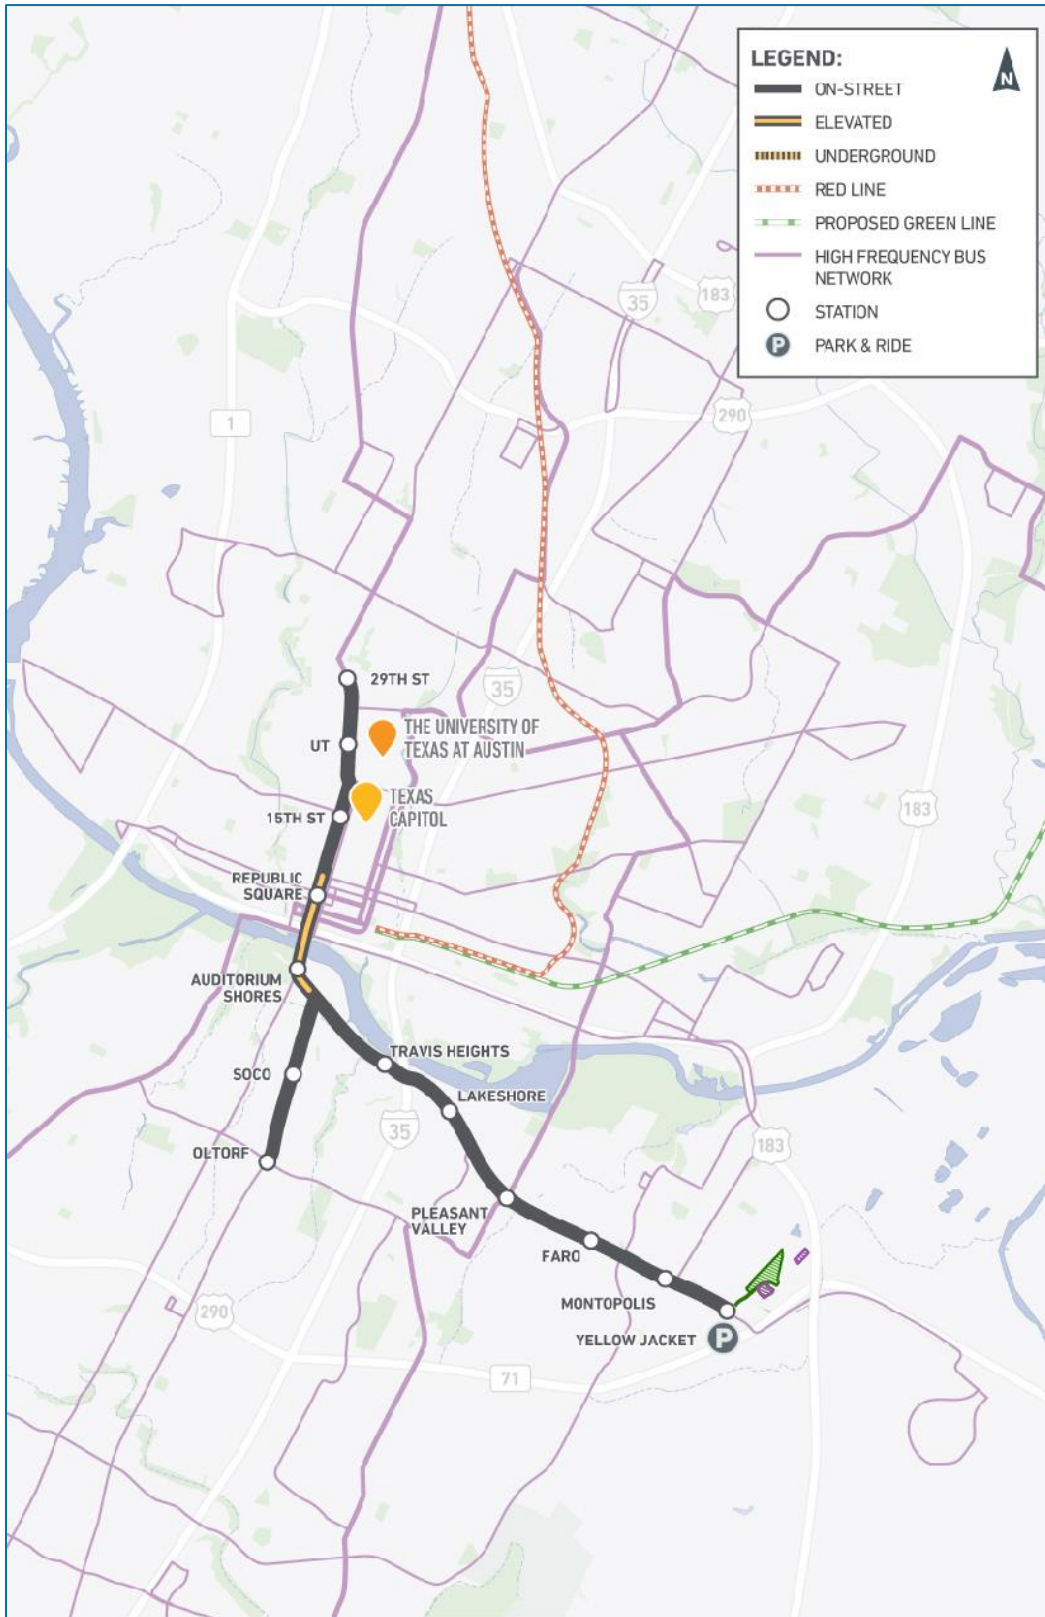 LEGEND:
N
ON-STREET
ELEVATED
UNDERGROUND
RED LINE
PROPOSED GREEN LINE
HIGH FREQUENCY BUS
NETWORK
STATION
P
PARK & RIDE
35
183
290
1
29TH ST
35
THE UNIVERSITY OF
TEXAS AT AUSTIN
UT
TEXAS
CAPITOL
15TH ST
183
REPUBLIC
SQUARE
AUDITORIUM
SHORES
TRAVIS HEIGHTS
SOCO
LAKESHORE
35
183
OLTORF
PLEASANT
VALLEY
FARO
MONTOPOLIS
290
YELLOW JACKET
P
71